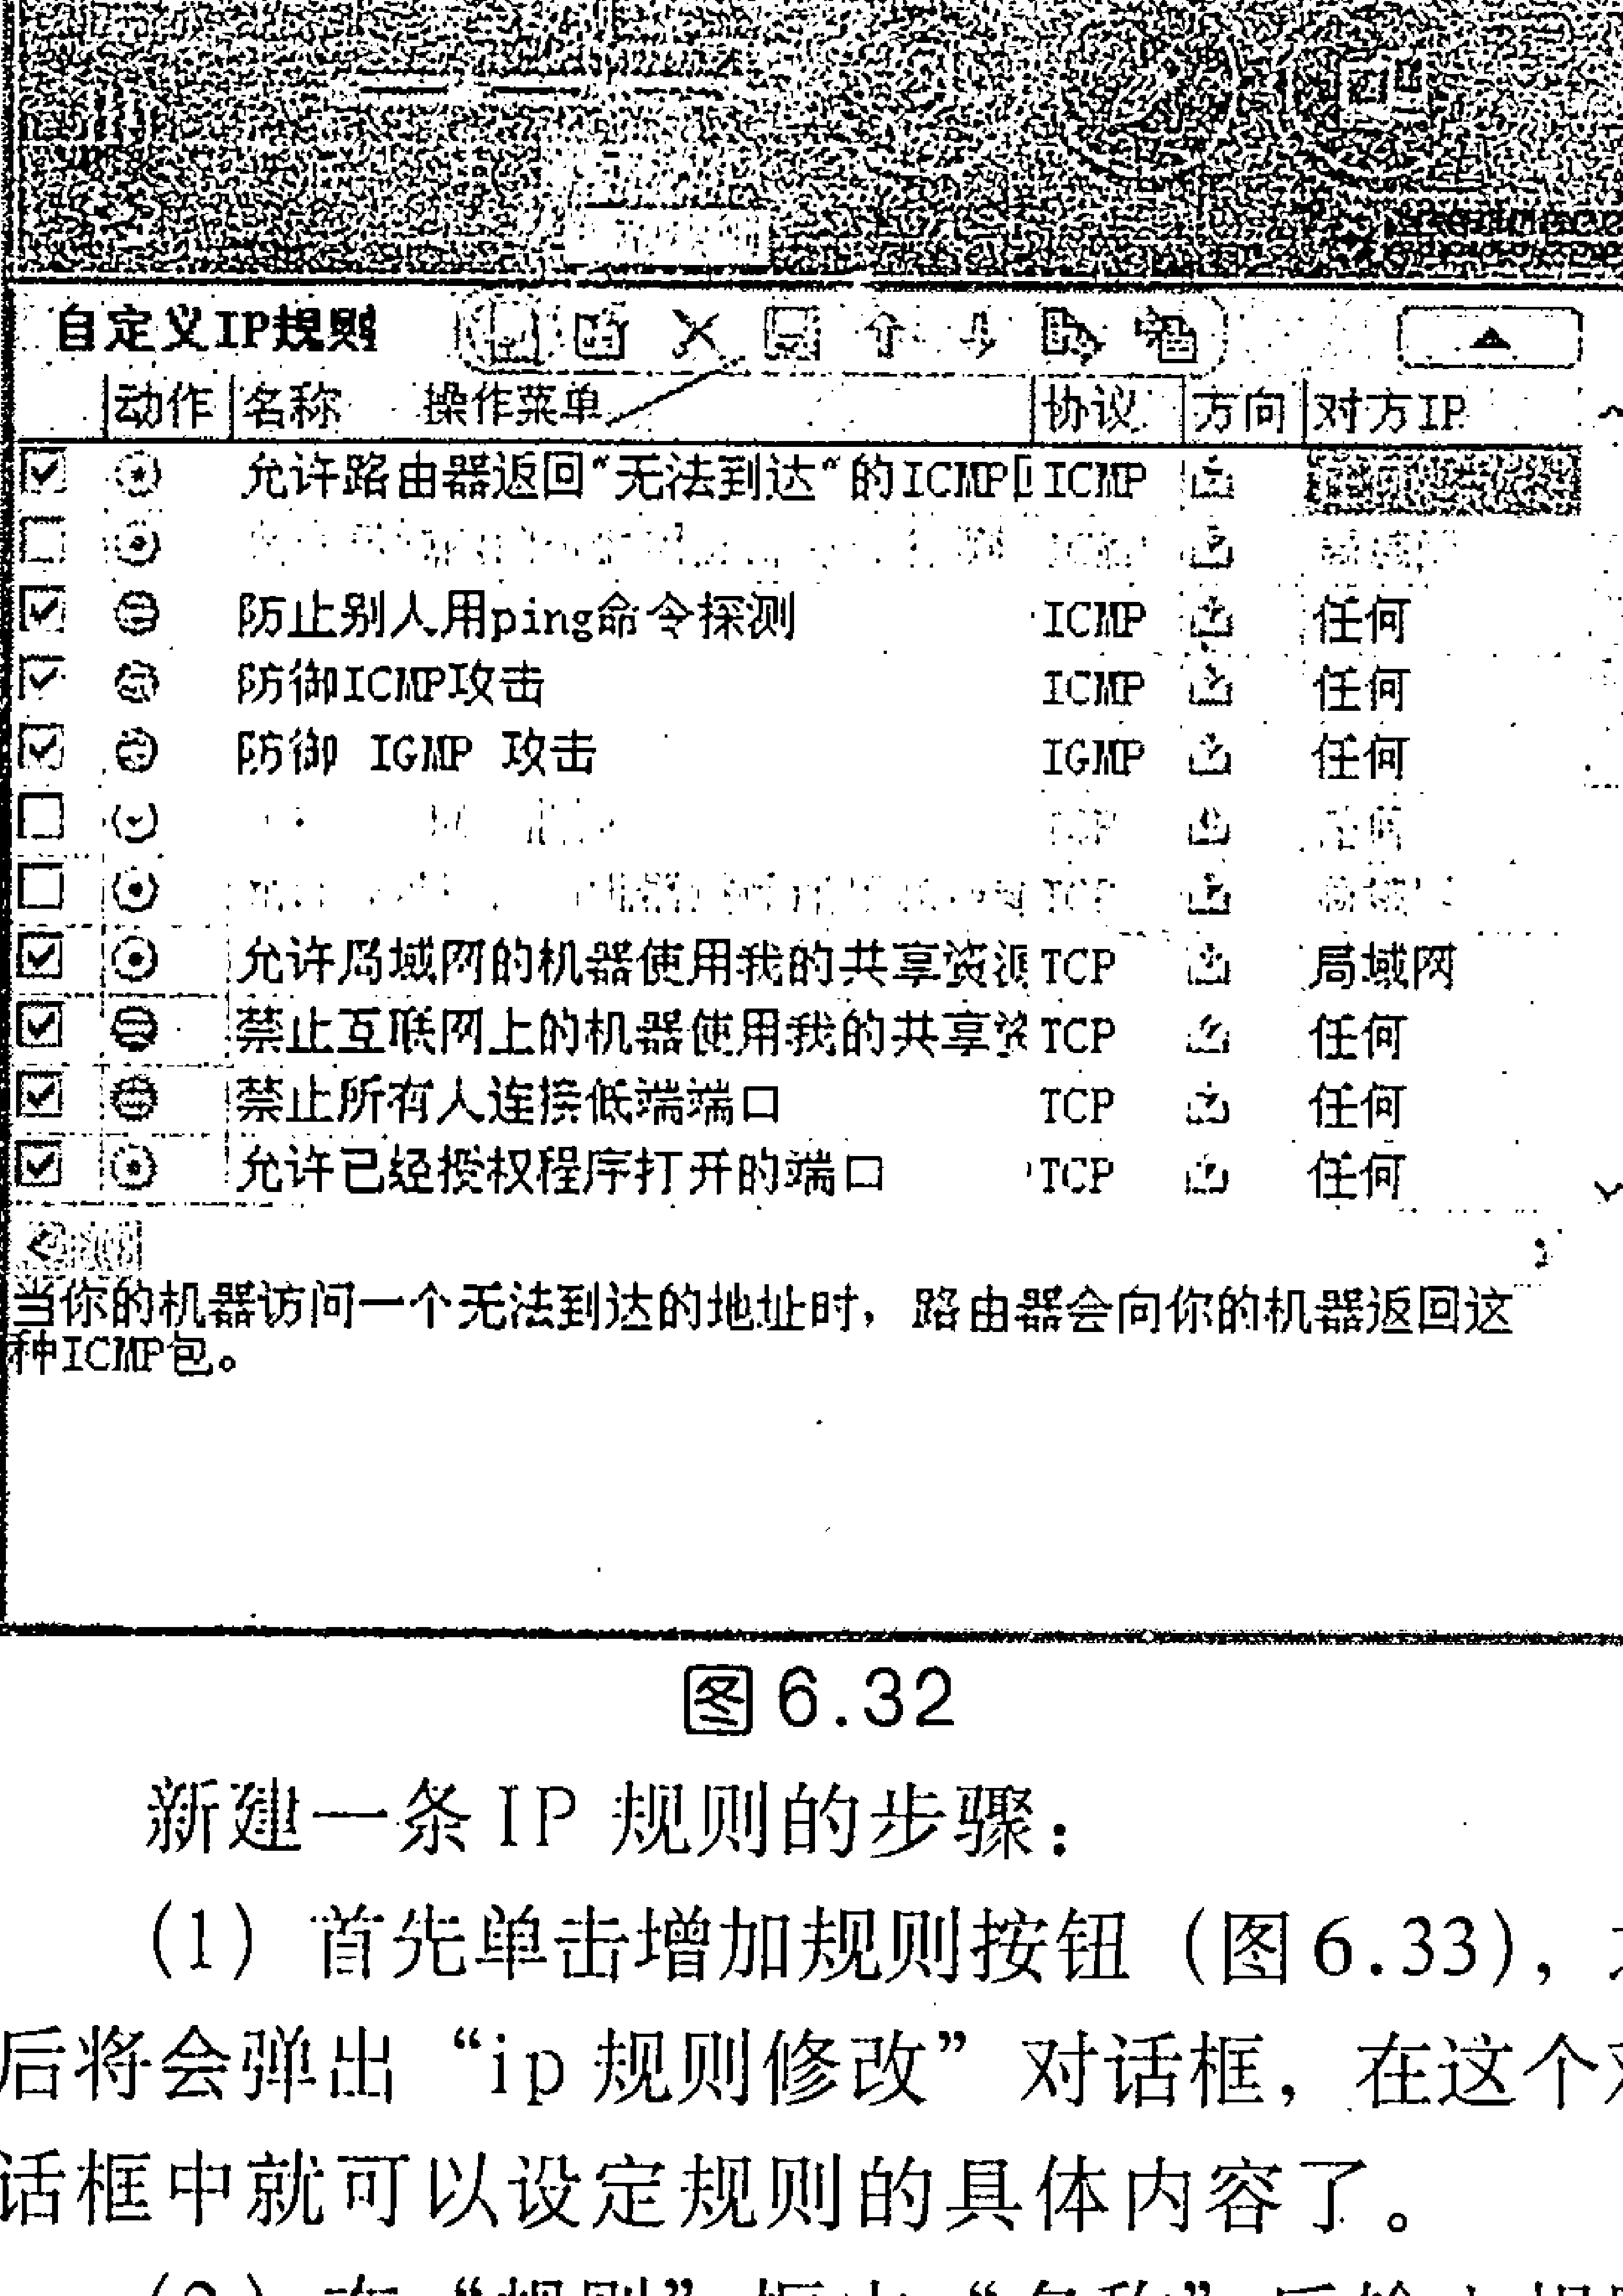 自定义IP规则
动作 名称 操作菜单 协议 方向 对方IP
允许路由器返回“无法到达“的ICMP ICMP
防止别人用ping命令探测 ICMP 任何
防御ICMP攻击 ICMP 任何
防御 IGMP 攻击 IGMP 任何
TCP
允许局域网的机器使用我的共享资源 TCP 局域网
禁止互联网上的机器使用我的共享资 TCP 任何
禁止所有人连接低端端口 TCP 任何
允许已经授权程序打开的端口 TCP 任何
当你的机器访问一个无法到达的地址时，路由器会向你的机器返回这
种ICMP包。
图6.32
新建一条IP 规则的步骤：
(1) 首先单击增加规则按钮（图6.33），
后将会弹出“ip规则修改”对话框，在这个对
话框中就可以设定规则的具体内容了。